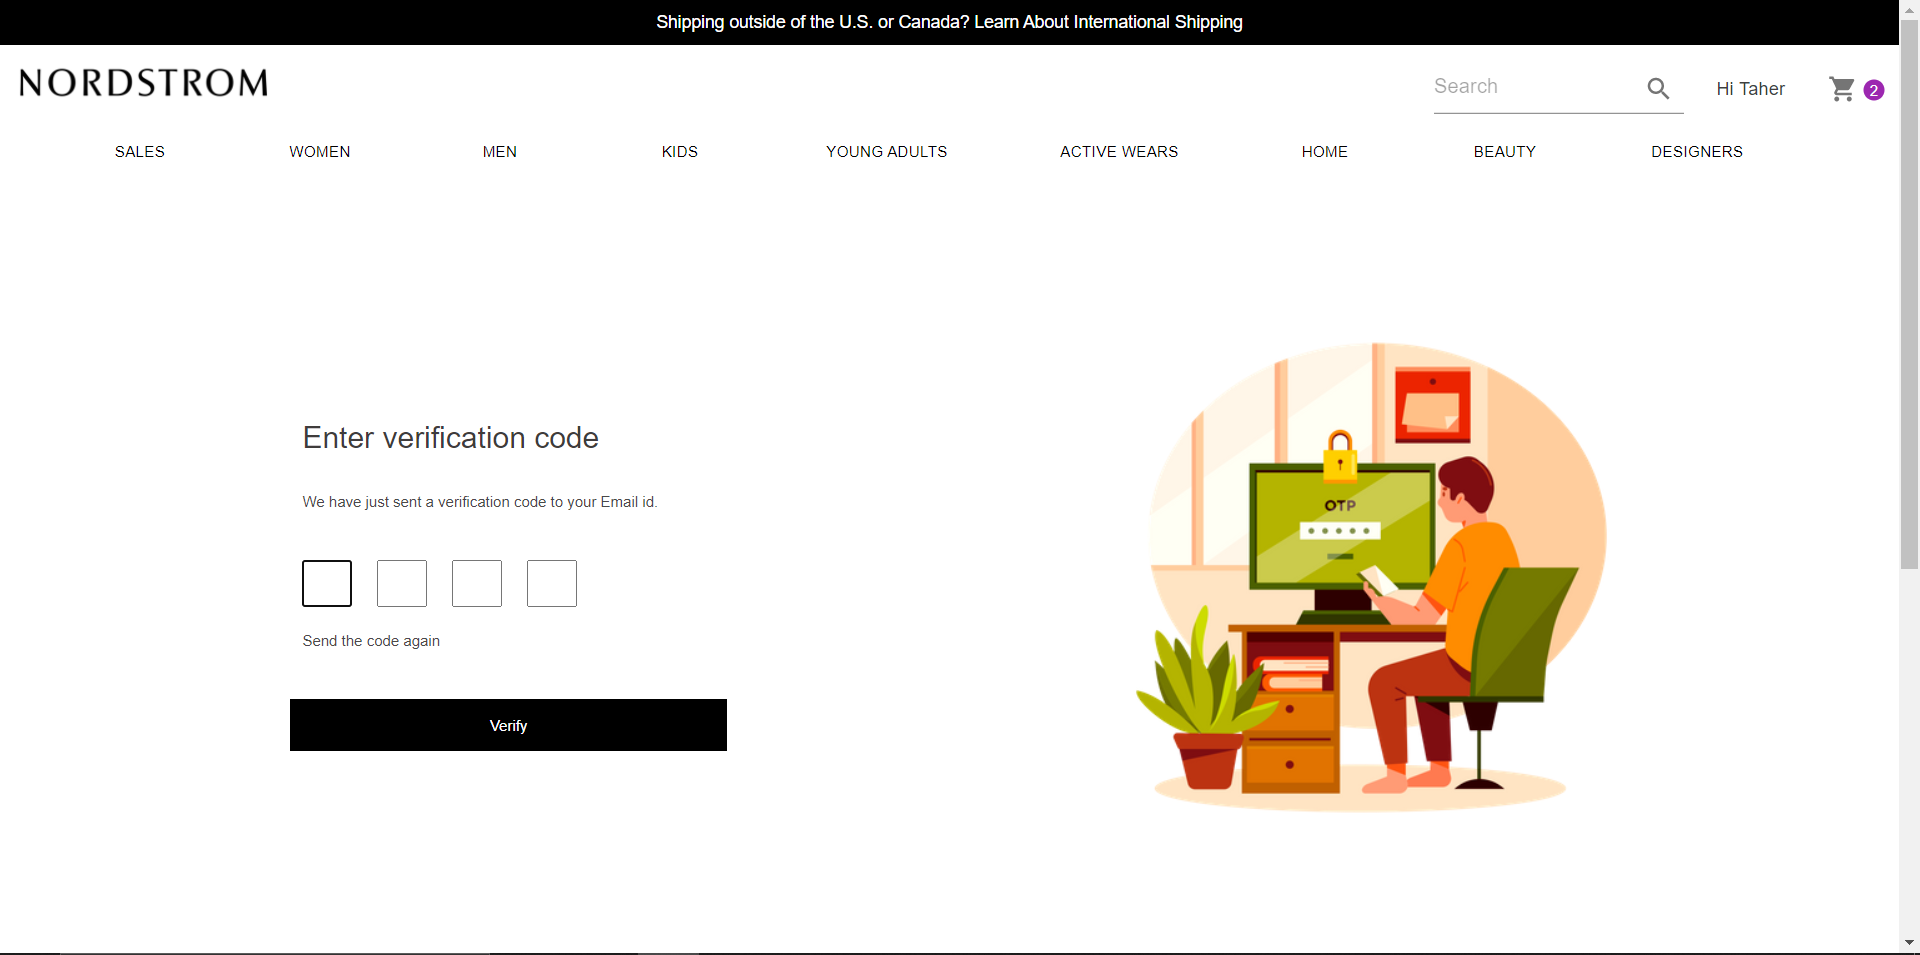 Shipping outside of the U.S. or Canada? Learn About International Shipping
NORDSTROM
Search
Hi Taher
2
SALES
WOMEN
MEN
KIDS
YOUNG ADULTS
ACTIVE WEARS
HOME
BEAUTY
DESIGNERS
Enter verification code
We have just sent a verification code to your Email id.
Send the code again
Verify
OTP